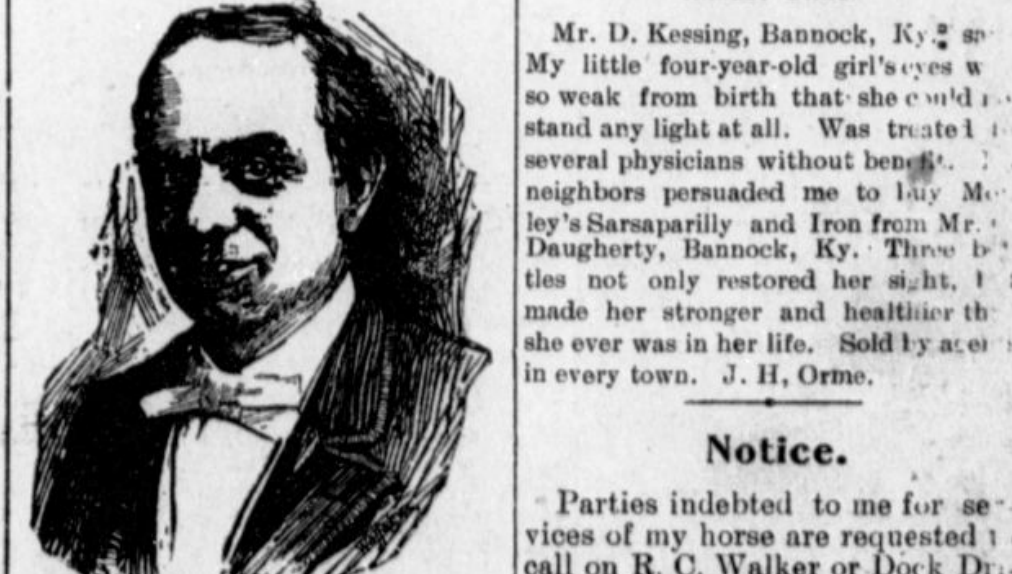 Mr. D. Kessing, Bannock, Ky.
My little four-year-old girl's eyes
so weak from birth that she
stand any light at all. Was treated
several physicians without benefit.
neighbors persuaded me to buy
ley's Sarsaparilly and Iron from Mr.
Daugherty, Bannock, Ky. Three
tles not only restored her sight,
made her stronger and healthier
she ever was in her life. Sold by
in every town. J. H, Orme.
Notice.
Parties indebted to me for se-
vices of my horse are requested
call on R. C. Walker or Dock